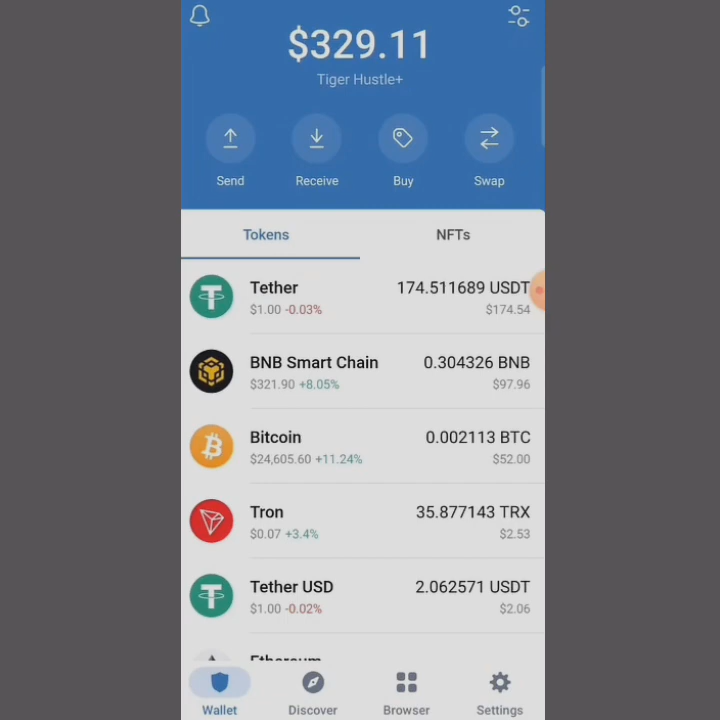 $329.11
Tiger Hustle+
Send Receive Buy Swap
Tokens NFTs
Tether 174.511689 USDT
$1.00 -0.03% $174.54
BNB Smart Chain 0.304326 BNB
$321.90 +8.05% $97.96
Bitcoin 0.002113 BTC
$24,605.60 +11.24% $52.00
Tron 35.877143 TRX
$0.07 +3.4% $2.53
Tether USD 2.062571 USDT
$1.00 -0.02% $2.06
Ethereum
Wallet Discover Browser Settings